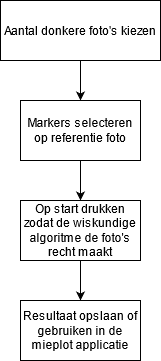 Aantal donkere foto's kiezen
Markers selecteren
op referentie foto
Op start drukken
zodat de wiskundige
algoritme de foto's
recht maakt
Resultaat opslaan of
gebruiken in de
mieplot applicatie